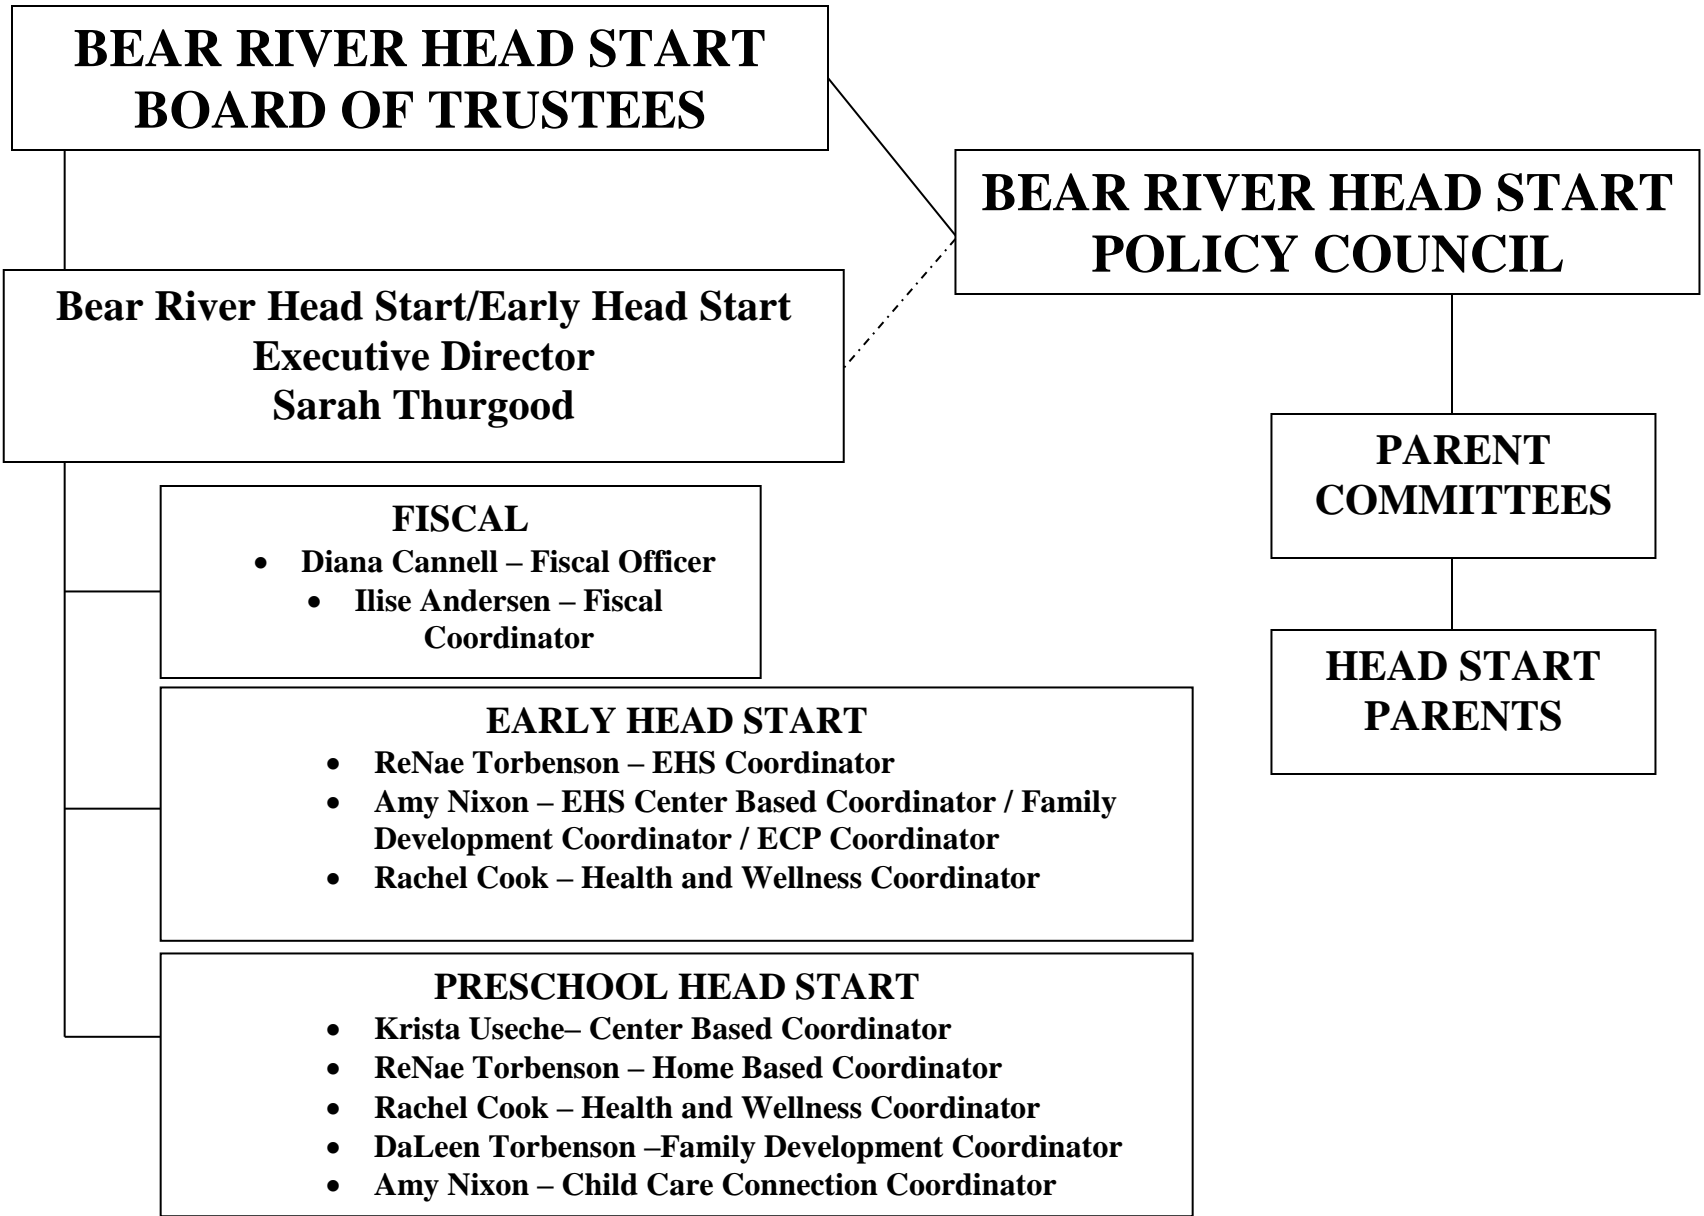 BEAR RIVER HEAD START
BOARD OF TRUSTEES
BEAR RIVER HEAD START
POLICY COUNCIL
Bear River Head Start/Early Head Start
Executive Director
Sarah Thurgood
PARENT
COMMITTEES
HEAD START
PARENTS
FISCAL
• Diana Cannell – Fiscal Officer
• Ilise Andersen – Fiscal
Coordinator
EARLY HEAD START
• ReNae Torbenson – EHS Coordinator
• Amy Nixon – EHS Center Based Coordinator / Family
Development Coordinator / ECP Coordinator
• Rachel Cook – Health and Wellness Coordinator
PRESCHOOL HEAD START
• Krista Useche– Center Based Coordinator
• ReNae Torbenson – Home Based Coordinator
• Rachel Cook – Health and Wellness Coordinator
• DaLeen Torbenson –Family Development Coordinator
• Amy Nixon – Child Care Connection Coordinator